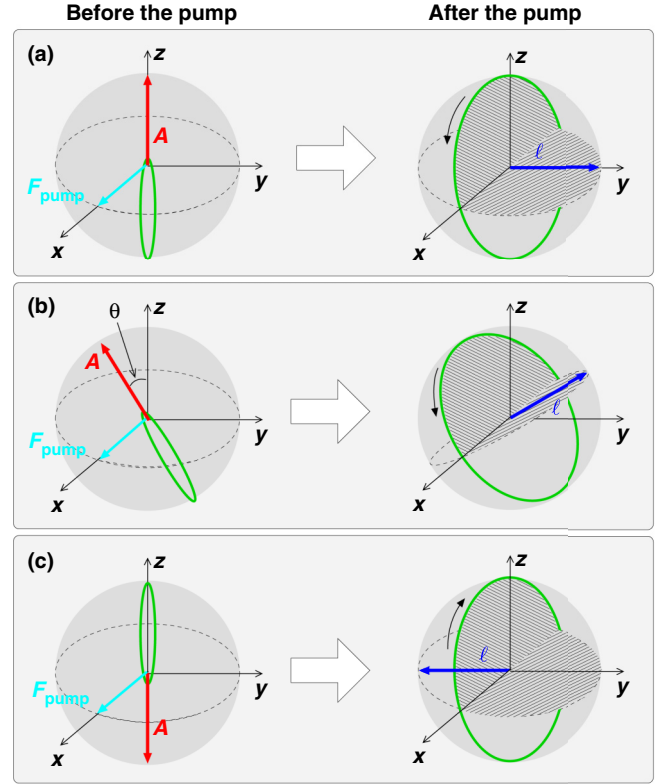 Before the pump After the pump
(a)
z z
A ℓ
F pump
y y
x x
(b)
θ z z
A
F pump ℓ
y y
x x
(c)
z z
ℓ
F pump
A
y y
x x